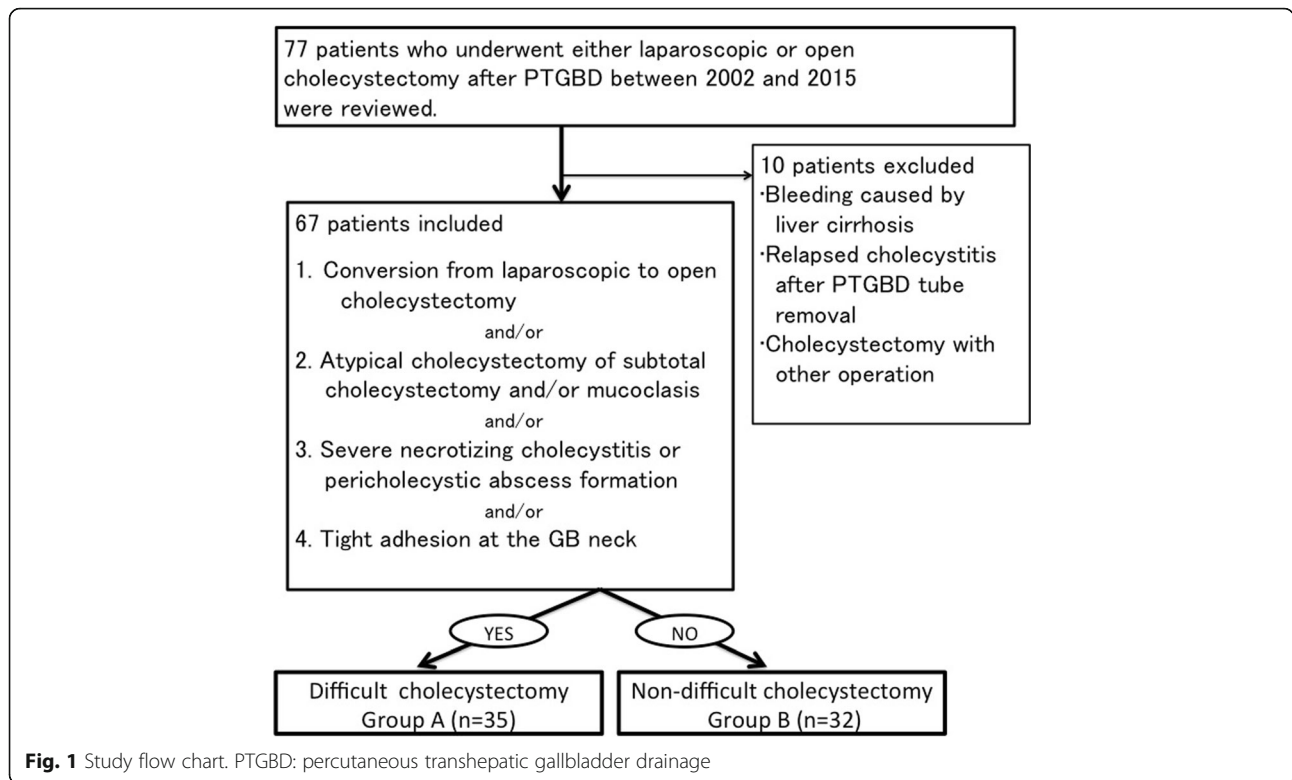 77 patients who underwent either laparoscopic or open
cholecystectomy after PTGBD between 2002 and 2015
were reviewed.
10 patients excluded
·Bleeding caused by
liver cirrhosis
·Relapsed cholecystitis
after PTGBD tube
removal
·Cholecystectomy with
other operation
67 patients included
1. Conversion from laparoscopic to open
cholecystectomy
and/or
2. Atypical cholecystectomy of subtotal
cholecystectomy and/or mucoclasis
and/or
3. Severe necrotizing cholecystitis or
pericholecystic abscess formation
and/or
4. Tight adhesion at the GB neck
YES
NO
Difficult cholecystectomy
Group A (n=35)
Non-difficult cholecystectomy
Group B (n=32)
Fig. 1 Study flow chart. PTGBD: percutaneous transhepatic gallbladder drainage